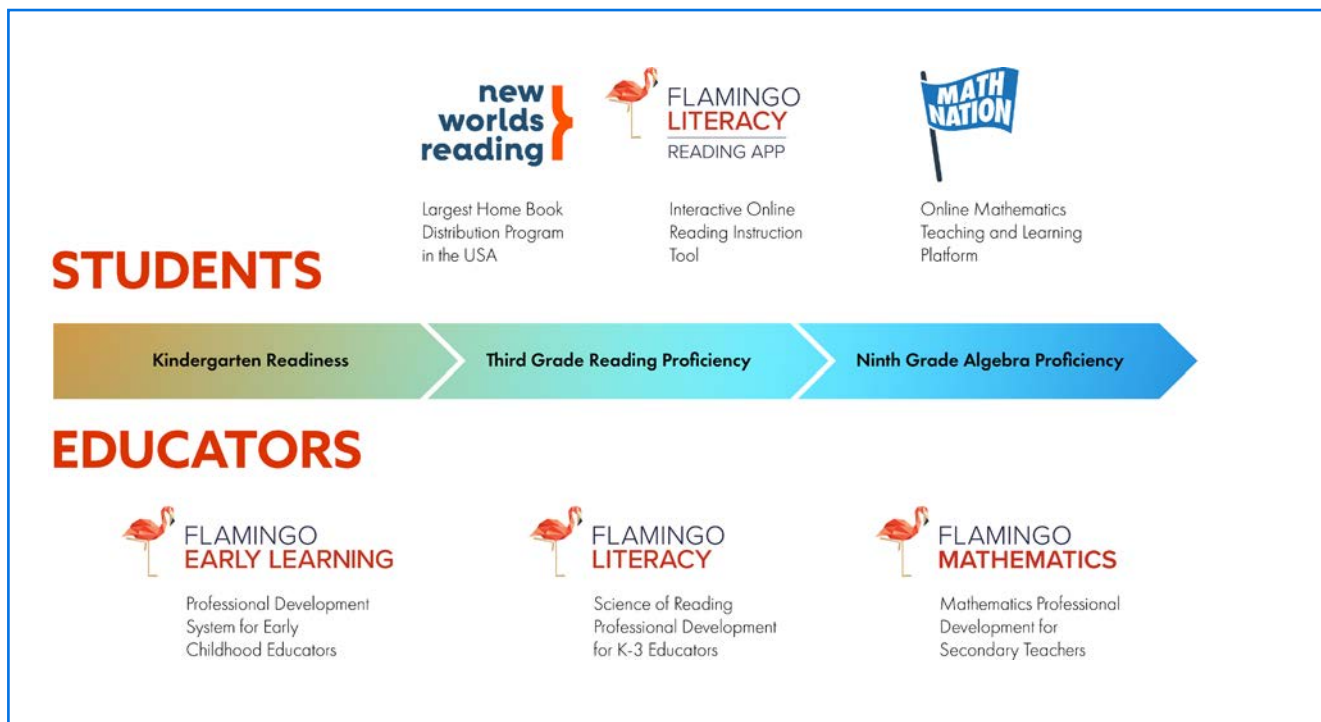 new
worlds
reading
FLAMINGO
LITERACY
READING APP
MATH
NATION
Largest Home Book
Distribution Program
in the USA
Interactive Online
Reading Instruction
Tool
Online Mathematics
Teaching and Learning
Platform
STUDENTS
Kindergarten Readiness
Third Grade Reading Proficiency
Ninth Grade Algebra Proficiency
EDUCATORS
FLAMINGO
EARLY LEARNING
Professional Development
System for Early
Childhood Educators
FLAMINGO
LITERACY
Science of Reading
Professional Development
for K-3 Educators
FLAMINGO
MATHEMATICS
Mathematics Professional
Development for
Secondary Teachers